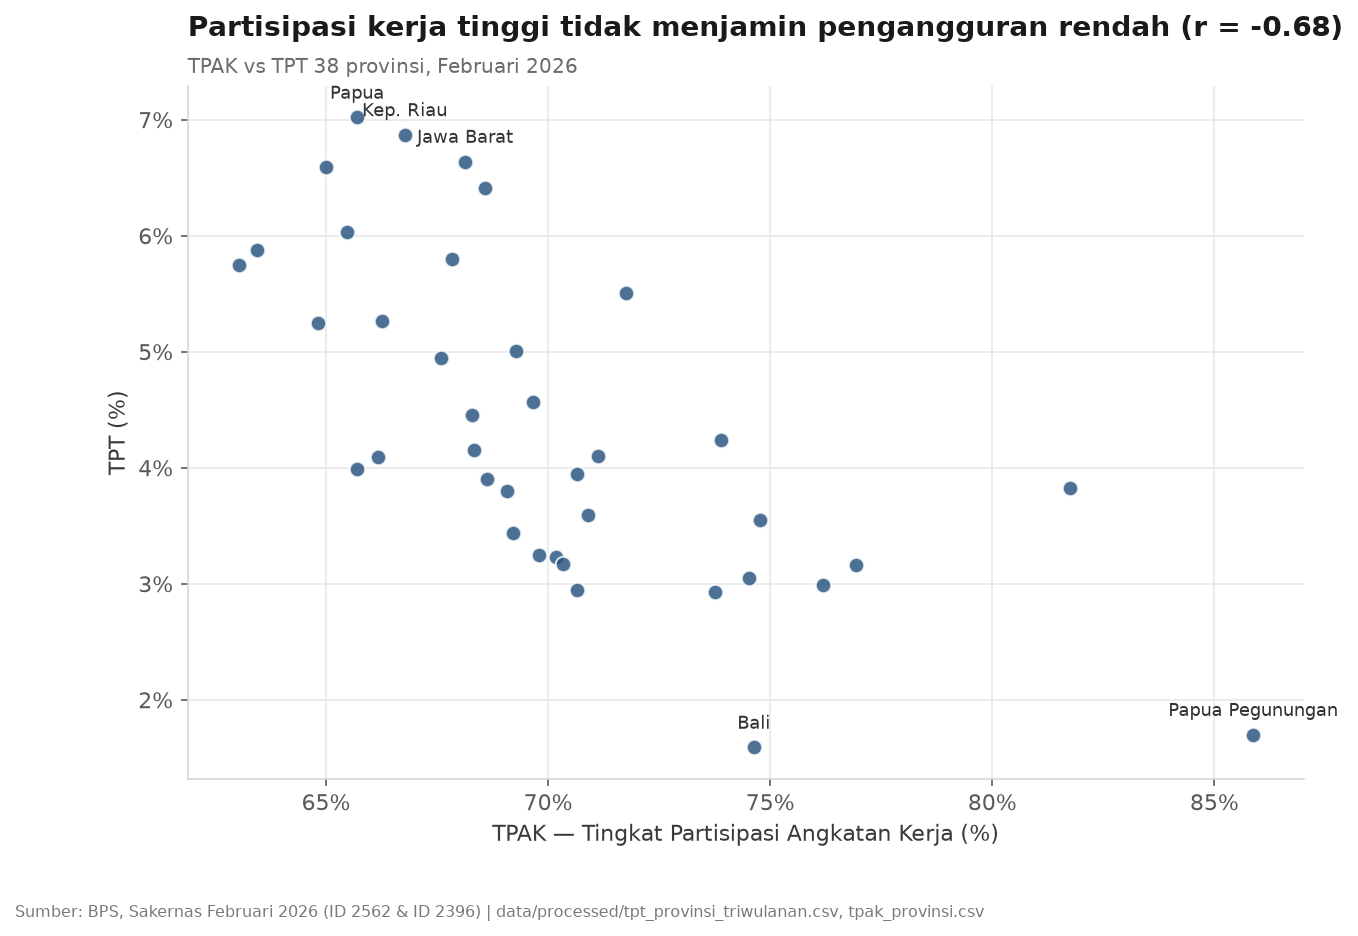 Partisipasi kerja tinggi tidak menjamin pengangguran rendah (r = -0.68)
TPAK vs TPT 38 provinsi, Februari 2026
Papua
Kep. Riau
Jawa Barat
7%
6%
5%
4%
3%
2%
TPT (%)
Bali
Papua Pegunungan
65%
70%
75%
80%
85%
TPAK — Tingkat Partisipasi Angkatan Kerja (%)
Sumber: BPS, Sakernas Februari 2026 (ID 2562 & ID 2396) | data/processed/tpt_provinsi_triwulanan.csv, tpak_provinsi.csv